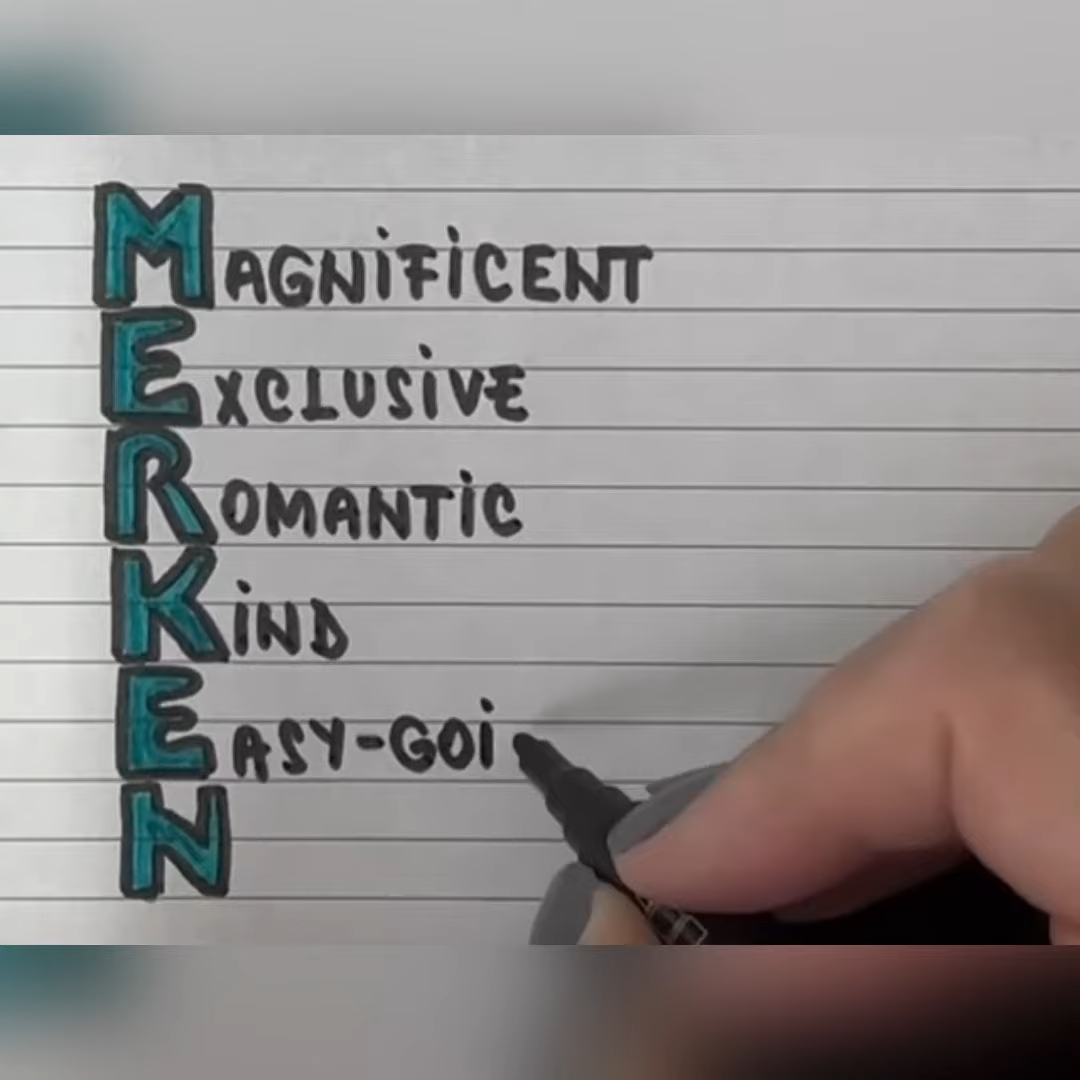 MAGNiFiCENT
EXCLUSiVE
ROMANTiC
KiND
EASY-GOi
N